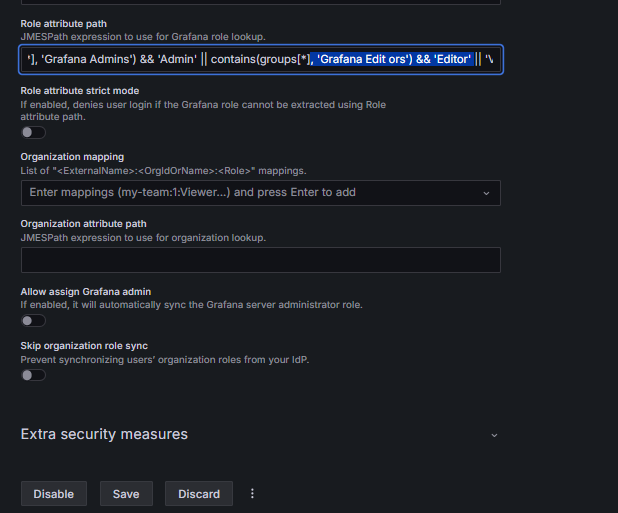 Role attribute path
JMESPath expression to use for Grafana role lookup.
'], 'Grafana Admins') && 'Admin' || contains(groups[*], 'Grafana Edit ors') && 'Editor' || 'V
Role attribute strict mode
If enabled, denies user login if the Grafana role cannot be extracted using Role
attribute path.
Organization mapping
List of "<ExternalName>:<OrgIdOrName>:<Role>" mappings.
Enter mappings (my-team:1:Viewer...) and press Enter to add
Organization attribute path
JMESPath expression to use for organization lookup.
Allow assign Grafana admin
If enabled, it will automatically sync the Grafana server administrator role.
Skip organization role sync
Prevent synchronizing users' organization roles from your IdP.
Extra security measures
Disable
Save
Discard